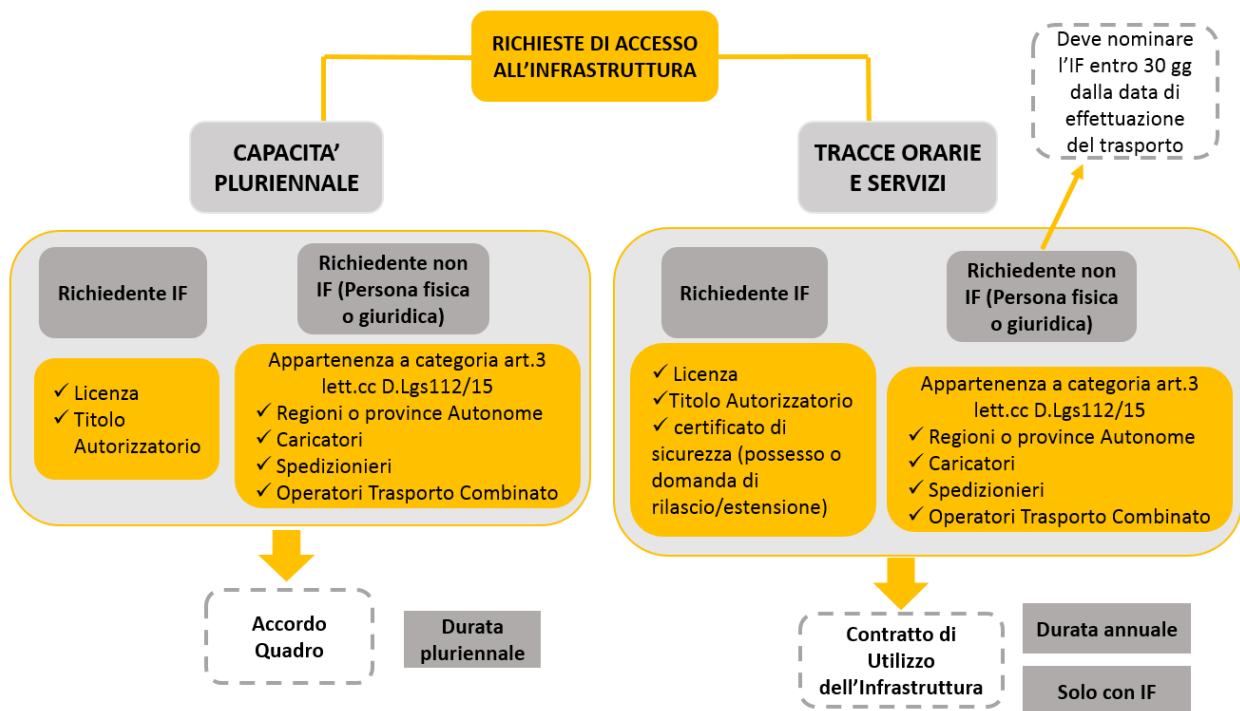 RICHIESTE DI ACCESSO
ALL'INFRASTRUTTURA
Deve nominare
l'IF entro 30 gg
dalla data di
effettuazione
del trasporto
CAPACITA'
PLURIENNALE
TRACCE ORARIE
E SERVIZI
Richiedente IF
Richiedente non
IF (Persona fisica
o giuridica)
✓ Licenza
✓ Titolo
Autorizzatorio
Appartenenza a categoria art.3
lett.cc D.Lgs112/15
✓ Regioni o province Autonome
✓ Caricatori
✓ Spedizionieri
✓ Operatori Trasporto Combinato
Richiedente IF
Richiedente non
IF (Persona fisica
o giuridica)
✓ Licenza
✓Titolo Autorizzatorio
✓ certificato di
sicurezza (possesso o
domanda di
rilascio/estensione)
Appartenenza a categoria art.3
lett.cc D.Lgs112/15
✓ Regioni o province Autonome
✓ Caricatori
✓ Spedizionieri
✓ Operatori Trasporto Combinato
Accordo
Quadro
Durata
pluriennale
Contratto di
Utilizzo
dell'Infrastruttura
Durata annuale
Solo con IF